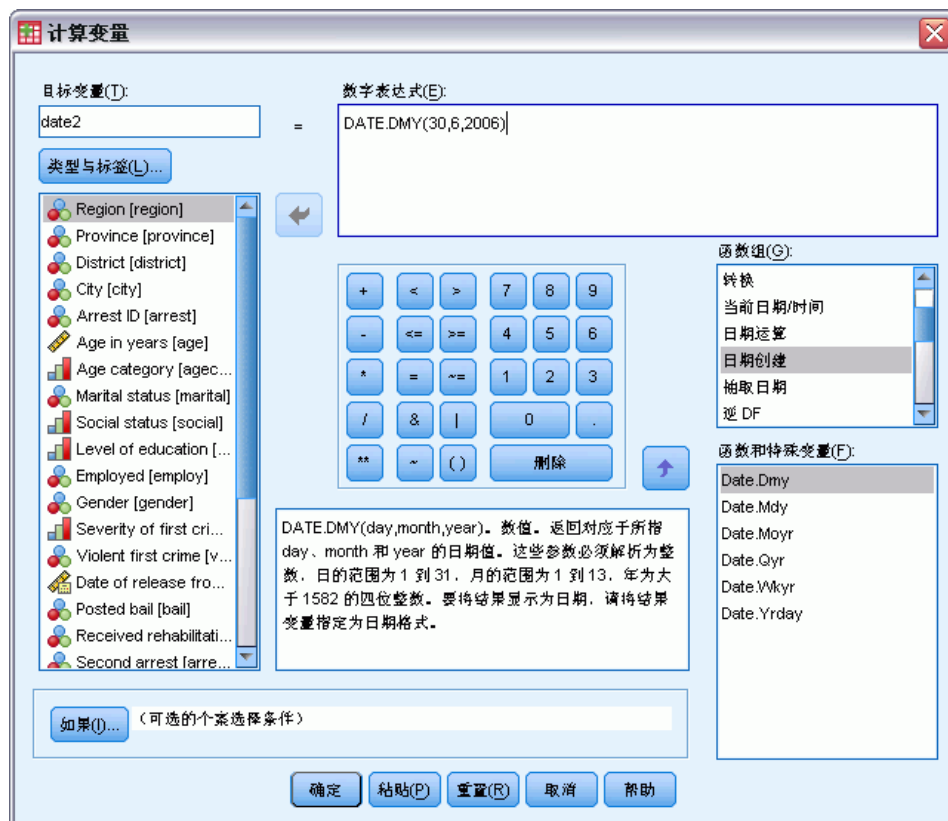 计算变量
目标变量(T):
date2
=
数字表达式(E):
DATE.DMY(30,6,2006)
类型与标签(L)...
Region [region]
Province [province]
District [district]
City [city]
Arrest ID [arrest]
Age in years [age]
Age category [agec...
Marital status [marital]
Social status [social]
Level of education [...
Employed [employ]
Gender [gender]
Severity of first cri...
Violent first crime [v...
Date of release fro...
Posted bail [bail]
Received rehabilitati...
Second arrest [arre...
+ < > 7 8 9
- <= >= 4 5 6
* = ~= 1 2 3
/ & | 0 .
** ~ ( ) 删除
函数组(G):
转换
当前日期/时间
日期运算
日期创建
抽取日期
逆 DF
函数和特殊变量(F):
Date.Dmy
Date.Mdy
Date.Moyr
Date.Qyr
Date.Wkyr
Date.Yrday
DATE.DMY(day,month,year)。数值。返回对应于所指
day、month 和 year 的日期值。这些参数必须解析为整
数，日的范围为 1 到 31，月的范围为 1 到 13，年为大
于 1582 的四位整数。要将结果显示为日期，请将结果
变量指定为日期格式。
如果(I)...
（可选的个案选择条件）
确定
粘贴(P)
重置(R)
取消
帮助